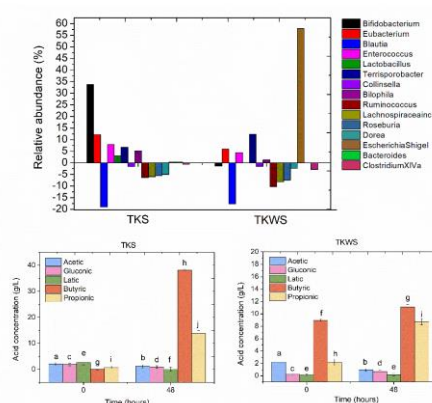 Relative abundance (%)
60
55
50
45
40
35
30
25
20
15
10
5
0
-5
-10
-15
-20
TKS
TKWS
Bifidobacterium
Eubacterium
Blautia
Enterococcus
Lactobacillus
Terrisporobacter
Collinsella
Bilophila
Ruminococcus
Lachnospiraceainc
Roseburia
Dorea
EscherichiaShigel
Bacteroides
ClostridiumXIVa
TKS
Acid concentration (g/L)
40
30
20
10
0
Acetic
Gluconic
Latic
Butyric
Propionic
a c e g i
b d f h j
0 48
Time (hours)
TKWS
Acid concentration (g/L)
16
14
12
10
8
6
4
2
0
Acetic
Gluconic
Latic
Butyric
Propionic
a c e f h
b d g i
0 48
Time (hours)